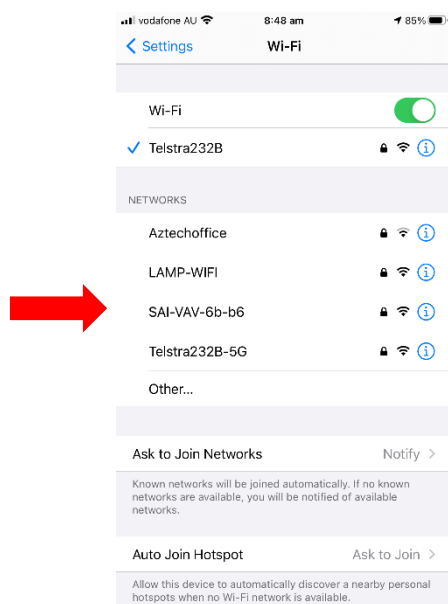 vodafone AU 8:48 am 85%
Settings Wi-Fi
Wi-Fi
Telstra232B
NETWORKS
Aztechoffice
LAMP-WIFI
SAI-VAV-6b-b6
Telstra232B-5G
Other...
Ask to Join Networks Notify
Known networks will be joined automatically. If no known
networks are available, you will be notified of available
networks.
Auto Join Hotspot Ask to Join
Allow this device to automatically discover a nearby personal
hotspots when no Wi-Fi network is available.